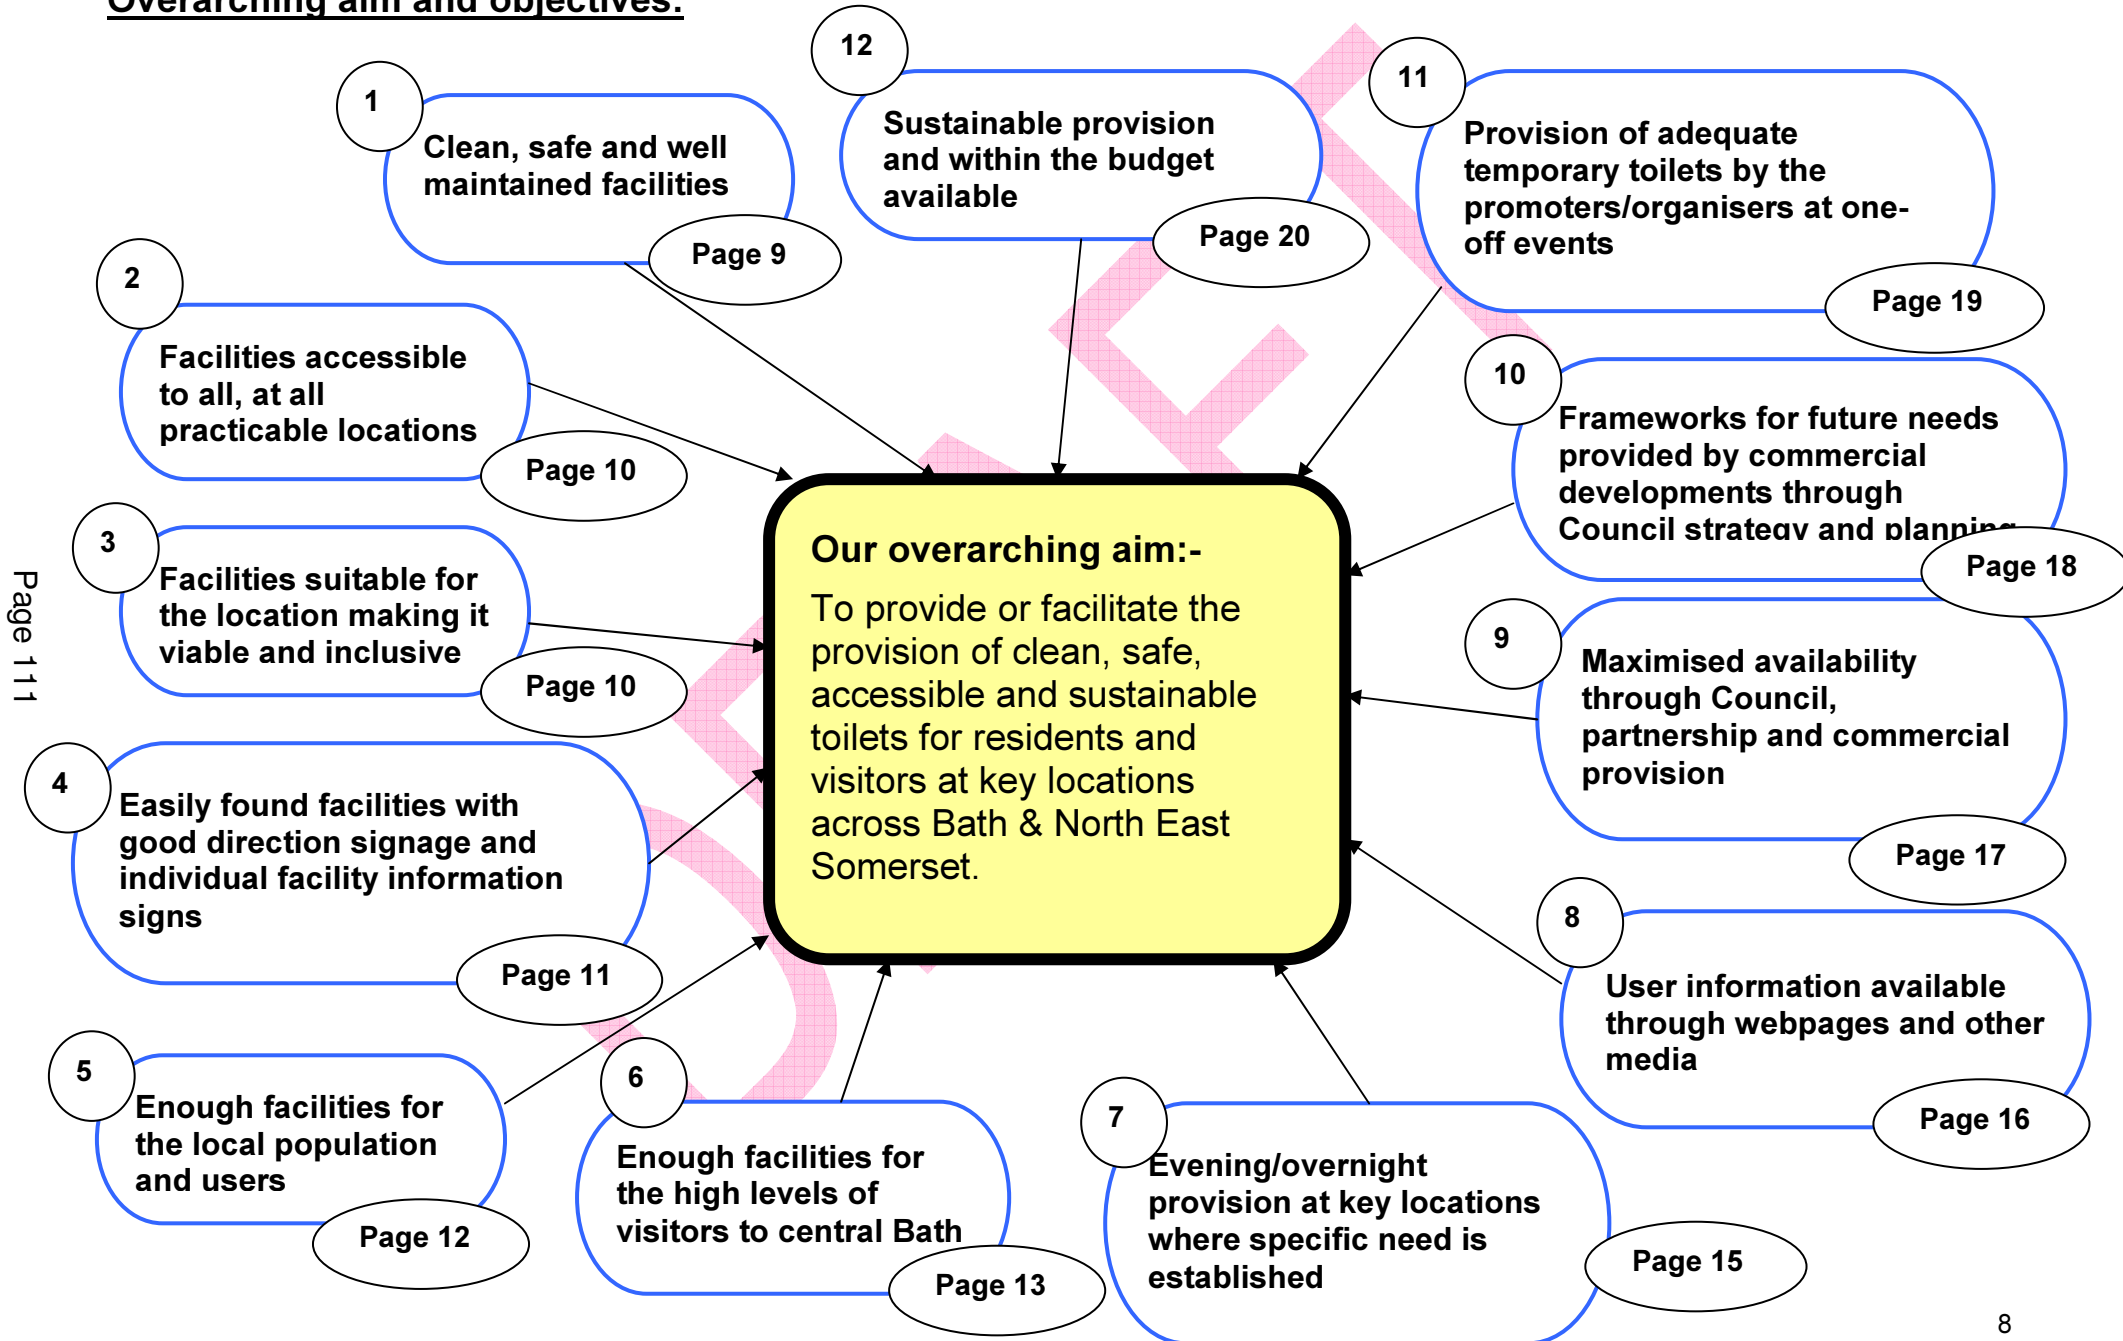 Overarching aim and objectives:
1
Clean, safe and well
maintained facilities
Page 9
2
Facilities accessible
to all, at all
practicable locations
Page 10
3
Facilities suitable for
the location making it
viable and inclusive
Page 10
4
Easily found facilities with
good direction signage and
individual facility information
signs
Page 11
5
Enough facilities for
the local population
and users
Page 12
6
Enough facilities for
the high levels of
visitors to central Bath
Page 13
7
Evening/overnight
provision at key locations
where specific need is
established
Page 15
8
User information available
through webpages and other
media
Page 16
9
Maximised availability
through Council,
partnership and commercial
provision
Page 17
10
Frameworks for future needs
provided by commercial
developments through
Council strategy and planning
Page 18
11
Provision of adequate
temporary toilets by the
promoters/organisers at one-
off events
Page 19
12
Sustainable provision
and within the budget
available
Page 20
Our overarching aim:-
To provide or facilitate the
provision of clean, safe,
accessible and sustainable
toilets for residents and
visitors at key locations
across Bath & North East
Somerset.
DRAFT
Page 111
8